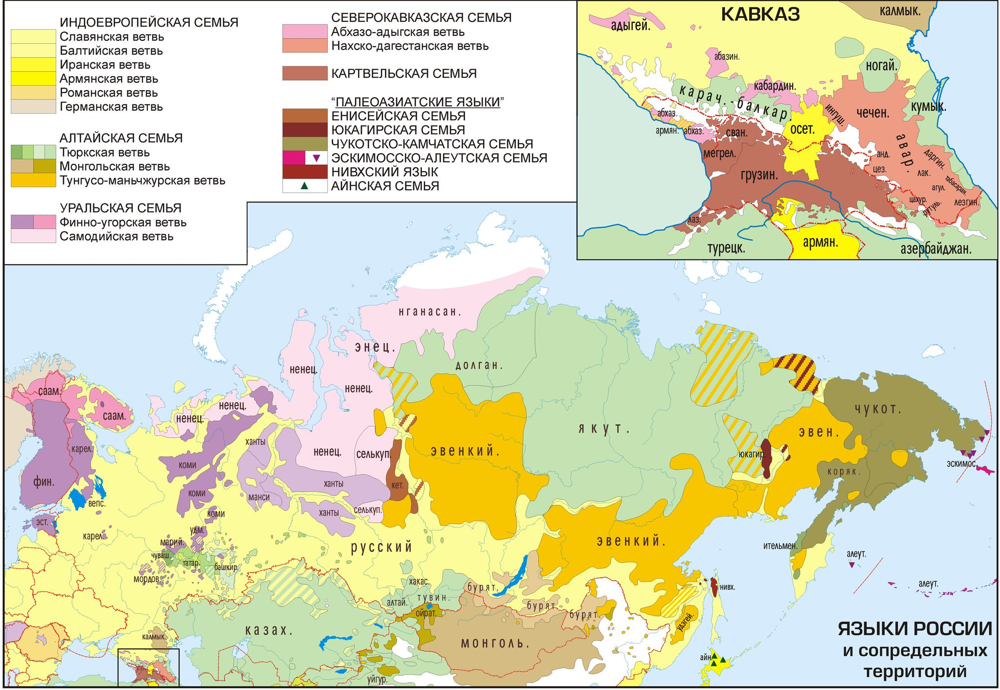 ИНДОЕВРОПЕЙСКАЯ СЕМЬЯ
Славянская ветвь
Балтийская ветвь
Иранская ветвь
Армянская ветвь
Романская ветвь
Германская ветвь
АЛТАЙСКАЯ СЕМЬЯ
Тюркская ветвь
Монгольская ветвь
Тунгусо-маньчжурская ветвь
УРАЛЬСКАЯ СЕМЬЯ
Финно-угорская ветвь
Самодийская ветвь
СЕВЕРОКАВКАЗСКАЯ СЕМЬЯ
Абхазо-адыгская ветвь
Нахско-дагестанская ветвь
КАРТВЕЛЬСКАЯ СЕМЬЯ
“ПАЛЕОАЗИАТСКИЕ ЯЗЫКИ”
ЕНИСЕЙСКАЯ СЕМЬЯ
ЮКАГИРСКАЯ СЕМЬЯ
ЧУКОТСКО-КАМЧАТСКАЯ СЕМЬЯ
ЭСКИМОССКО-АЛЕУТСКАЯ СЕМЬЯ
НИВХСКИЙ ЯЗЫК
АЙНСКАЯ СЕМЬЯ
КАВКАЗ
калмык.
адыгей.
абазин.
ногай.
кабардин.
карач.-балкар.
кумык.
абхаз.
ингуш.
чечен.
армян.
абхаз.
сван.
осет.
авар.
мегрел.
анд.
даргин.
цез.
лак.
грузин.
табасаран.
агул.
цахур.
рутуль.
лезгин.
лаз.
турецк.
армян.
азербайджан.
нганасан.
энец.
долган.
ненец.
ненец.
саам.
ненец.
ненец.
саам.
чукот.
якут.
эвен.
ханты
карел.
эвенкий.
ненец.
селькуп.
юкагир.
коми
эскимос.
коряк.
фин.
ханты
кет.
коми
манси
вепс.
селькуп.
ханты
коми
эст.
удм.
карел.
марий.
русский
эвенкий.
ительмен.
чуваш.
татар.
башкир.
алеут.
мордов.
хакас.
бурят.
нивх.
алеут.
тувин.
алтай.
бурят.
ойрат.
бурят.
удэгей.
казах.
калмык.
монголь.
айн.
уйгур.
ЯЗЫКИ РОССИИ
и сопредельных
территорий